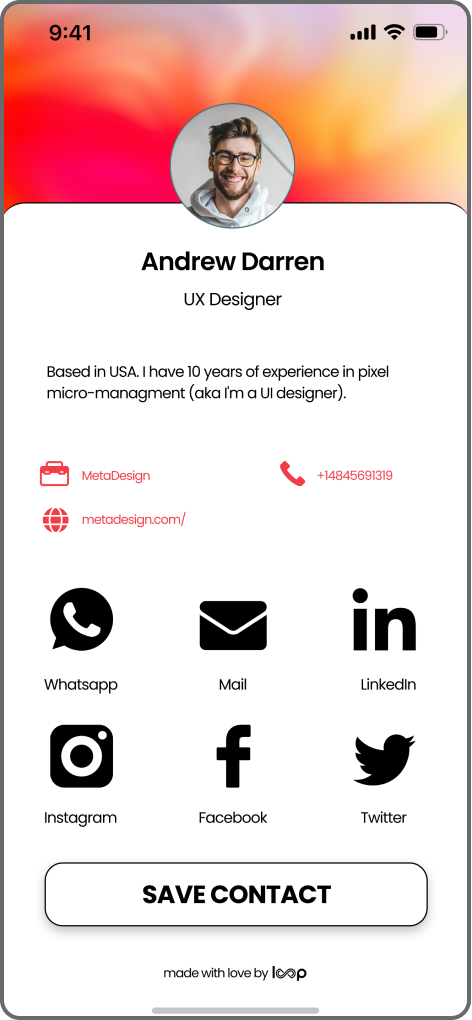 9:41
Andrew Darren
UX Designer
Based in USA. I have 10 years of experience in pixel
micro-managment (aka I'm a UI designer).
MetaDesign
+14845691319
metadesign.com/
in
Whatsapp
Mail
LinkedIn
Instagram
Facebook
Twitter
SAVE CONTACT
made with love by loop